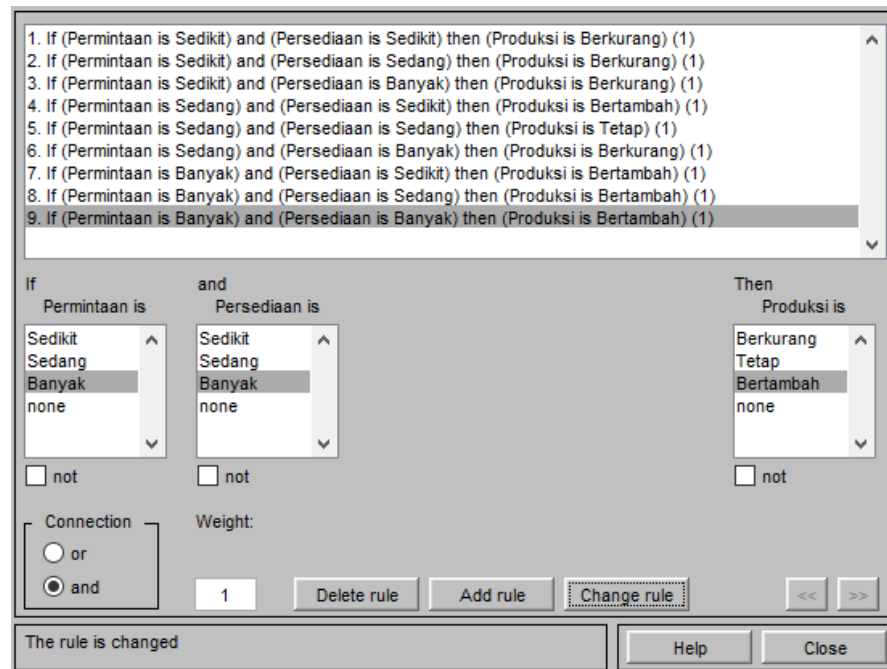 1. If (Permintaan is Sedikit) and (Persediaan is Sedikit) then (Produksi is Berkurang) (1)
2. If (Permintaan is Sedikit) and (Persediaan is Sedang) then (Produksi is Berkurang) (1)
3. If (Permintaan is Sedikit) and (Persediaan is Banyak) then (Produksi is Berkurang) (1)
4. If (Permintaan is Sedang) and (Persediaan is Sedikit) then (Produksi is Bertambah) (1)
5. If (Permintaan is Sedang) and (Persediaan is Sedang) then (Produksi is Tetap) (1)
6. If (Permintaan is Sedang) and (Persediaan is Banyak) then (Produksi is Berkurang) (1)
7. If (Permintaan is Banyak) and (Persediaan is Sedikit) then (Produksi is Bertambah) (1)
8. If (Permintaan is Banyak) and (Persediaan is Sedang) then (Produksi is Bertambah) (1)
9. If (Permintaan is Banyak) and (Persediaan is Banyak) then (Produksi is Bertambah) (1)
If
Permintaan is
Sedikit
Sedang
Banyak
none
not
and
Persediaan is
Sedikit
Sedang
Banyak
none
not
Then
Produksi is
Berkurang
Tetap
Bertambah
none
not
Connection
or
and
Weight:
1
Delete rule
Add rule
Change rule
<<
>>
The rule is changed
Help
Close